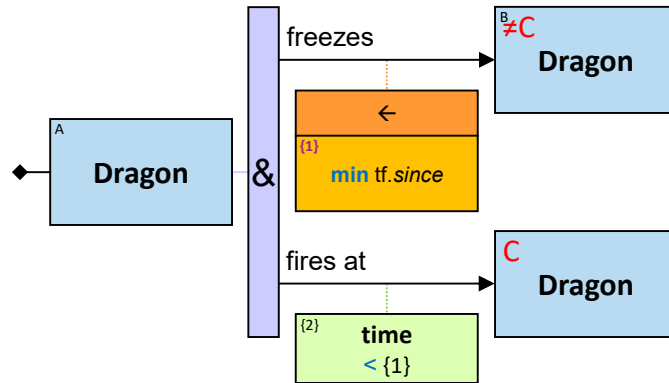 freezes
B
≠C
Dragon
←
{1}
min tf.since
A
Dragon
&
fires at
C
Dragon
{2}
time
< {1}